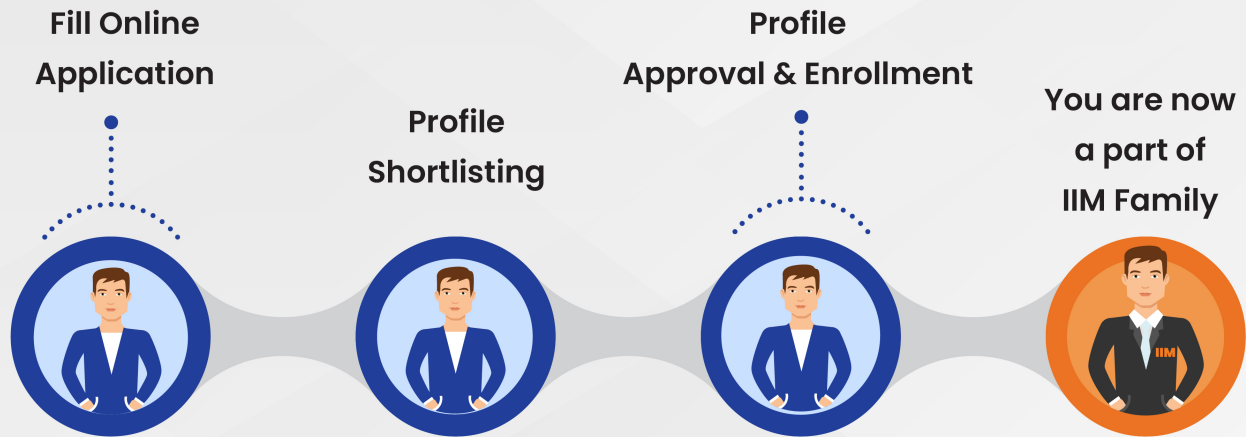 Fill Online
Application
Profile
Shortlisting
Profile
Approval & Enrollment
You are now
a part of
IIM Family
IIM